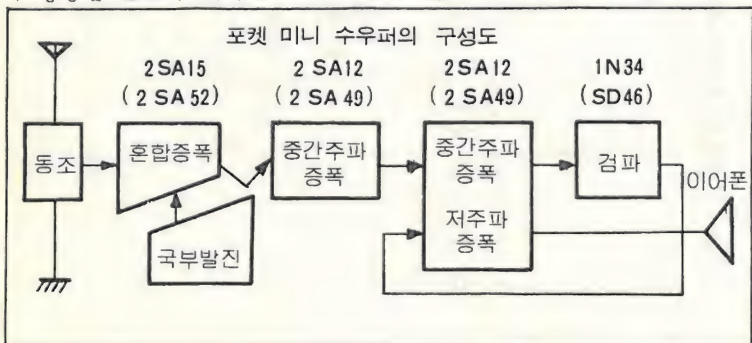 포켓 미니 수우퍼의 구성도
2SA15 2SA12 2SA12 1N34
(2SA52) (2SA49) (2SA49) (SD46)
동조 혼합증폭 중간주파 증폭 중간주파 증폭 검파 이어폰
국부발진 저주파 증폭